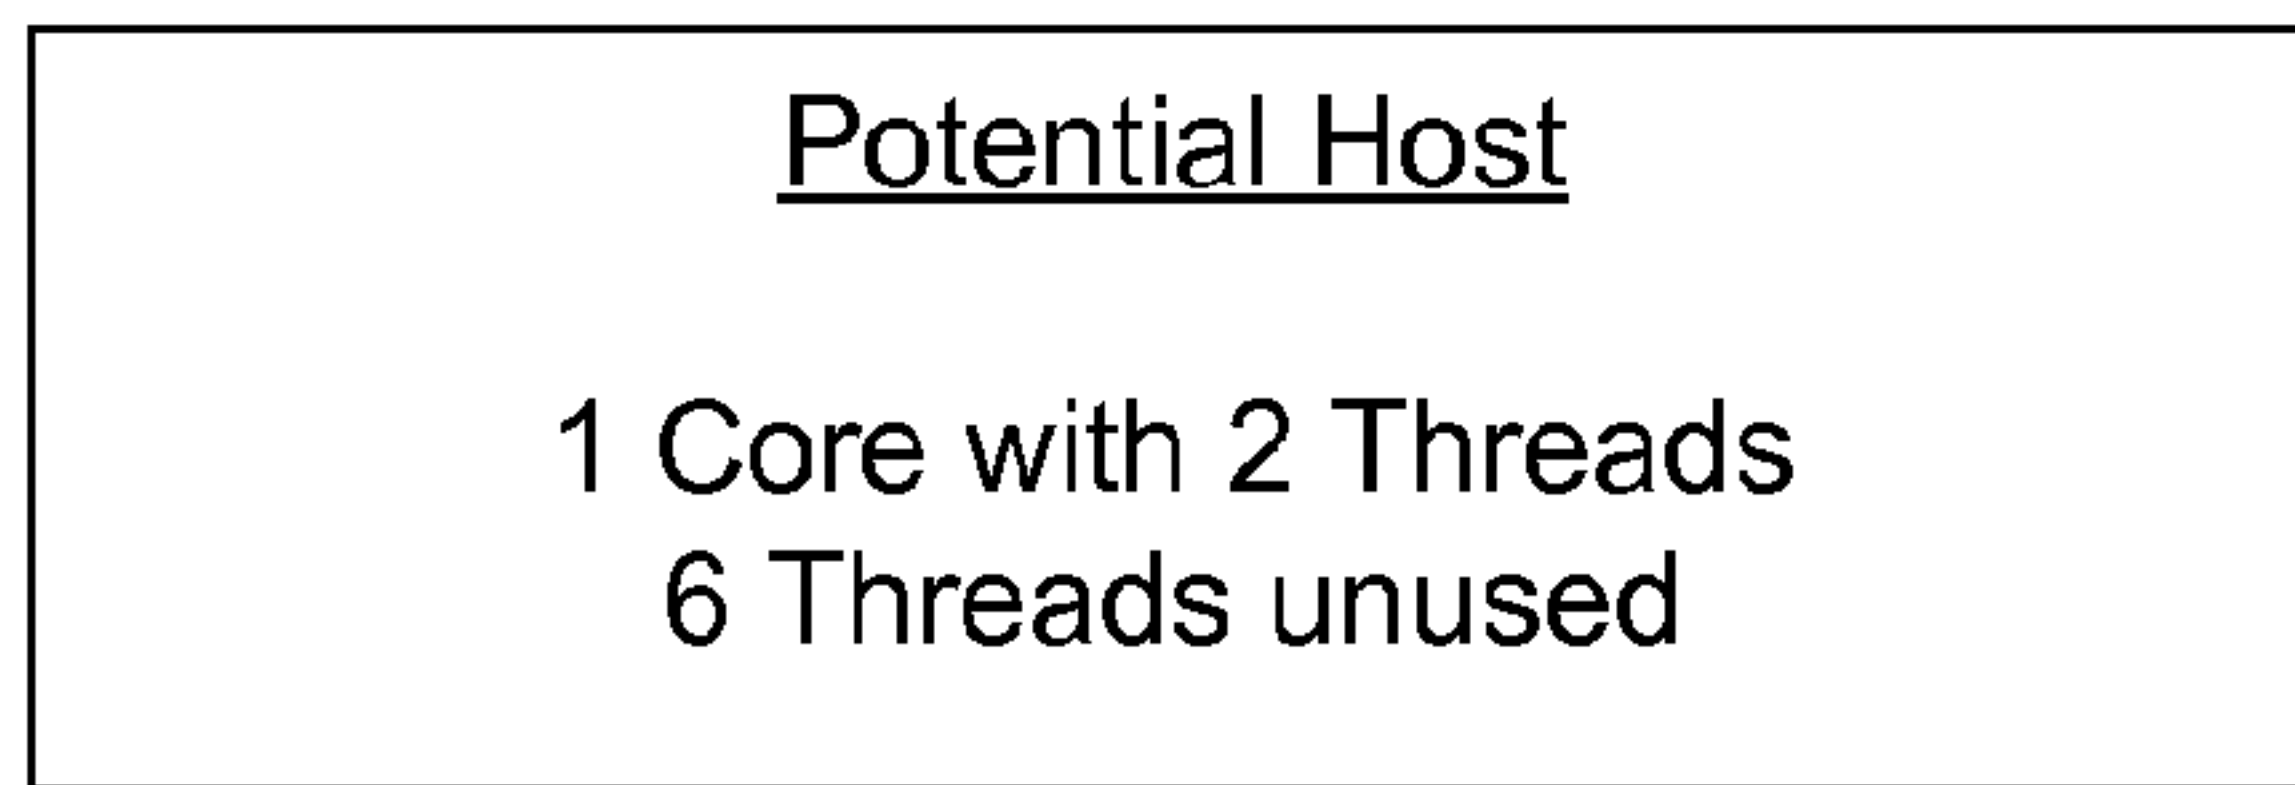 Potential Host
1 Core with 2 Threads
6 Threads unused